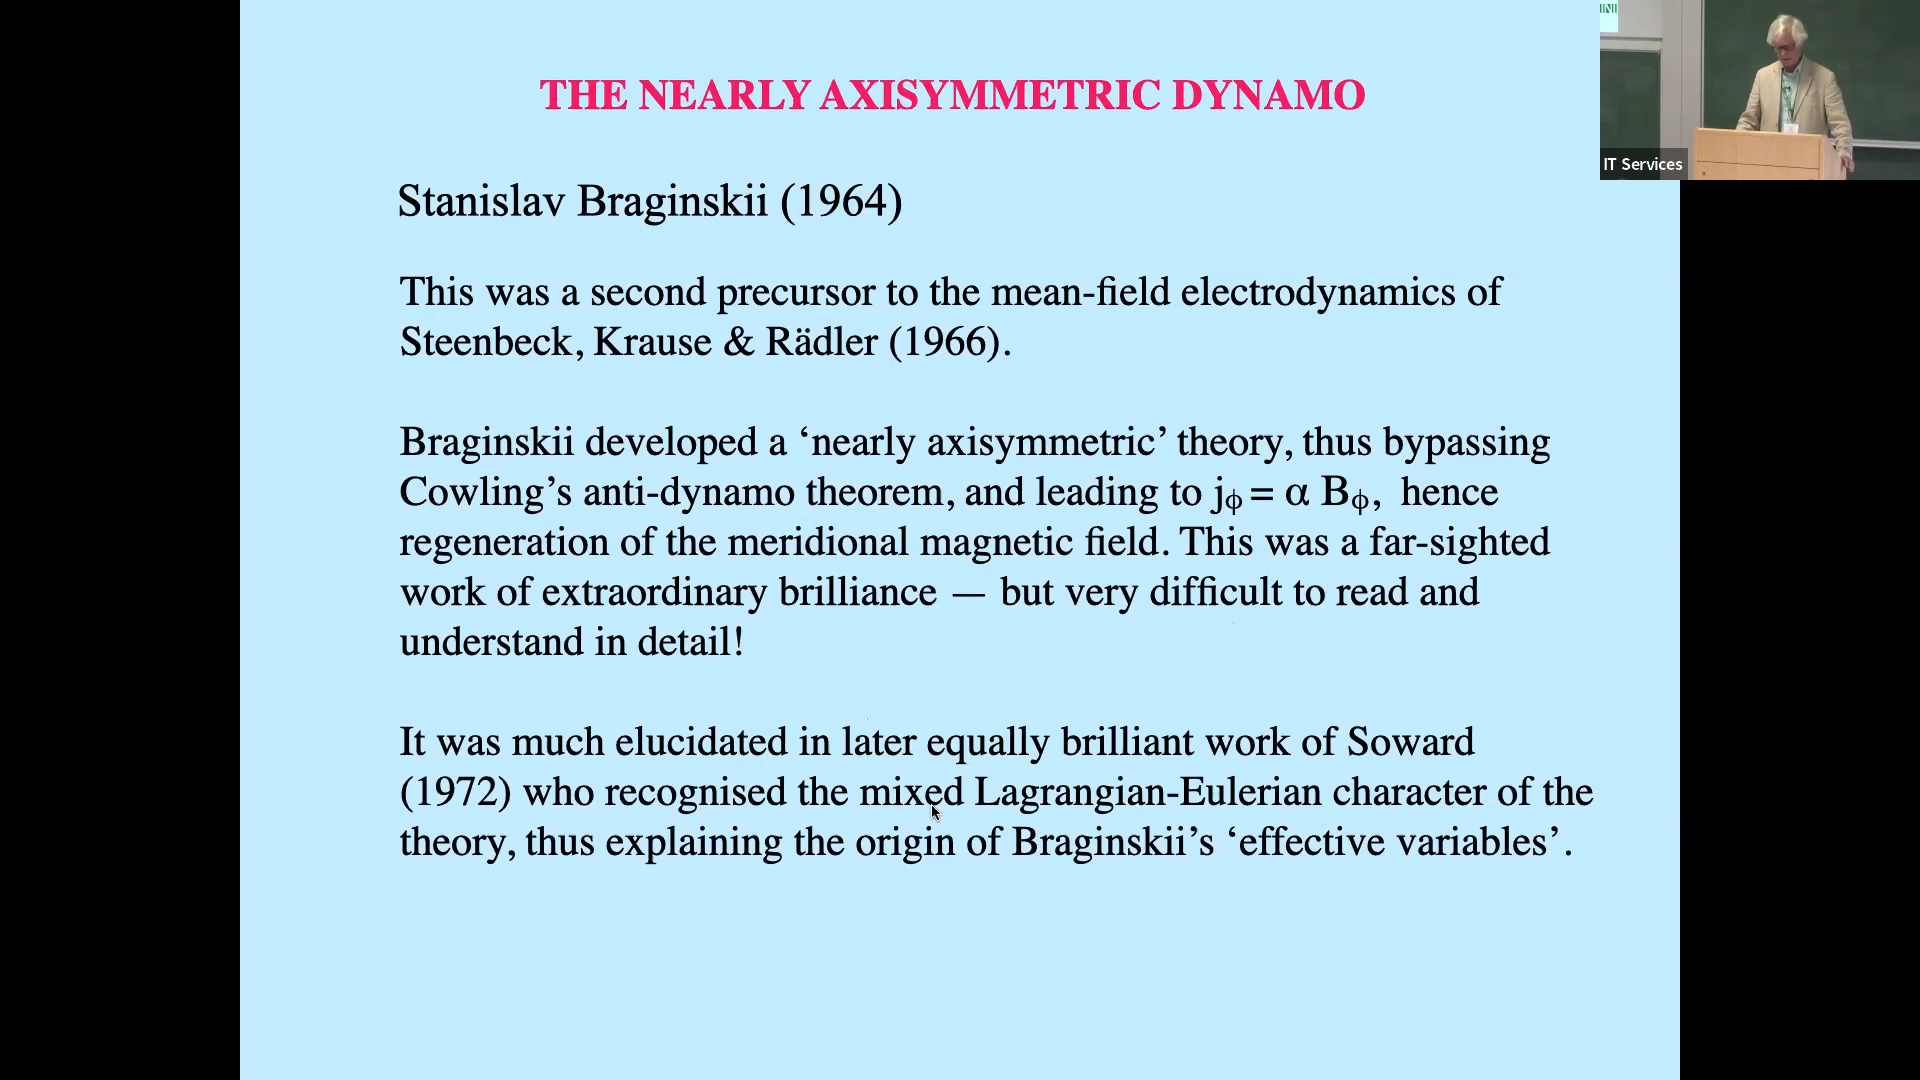 THE NEARLY AXISYMMETRIC DYNAMO
IT Services
Stanislav Braginskii (1964)
This was a second precursor to the mean-field electrodynamics of
Steenbeck, Krause & Rädler (1966).
Braginskii developed a ‘nearly axisymmetric’ theory, thus bypassing
Cowling’s anti-dynamo theorem, and leading to jϕ = α Bϕ, hence
regeneration of the meridional magnetic field. This was a far-sighted
work of extraordinary brilliance — but very difficult to read and
understand in detail!
It was much elucidated in later equally brilliant work of Soward
(1972) who recognised the mixed Lagrangian-Eulerian character of the
theory, thus explaining the origin of Braginskii’s ‘effective variables’.